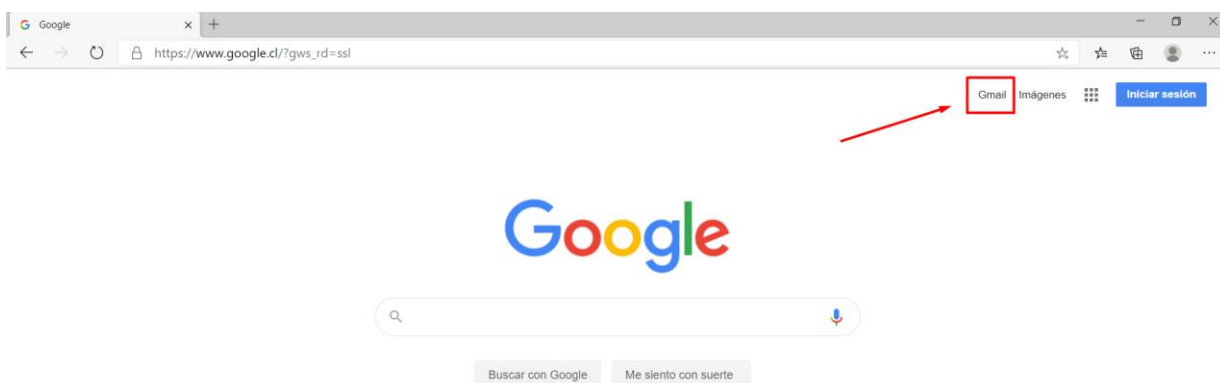 Google
https://www.google.cl/?gws_rd=ssl
Gmail Imágenes Iniciar sesión
Google
Buscar con Google Me siento con suerte